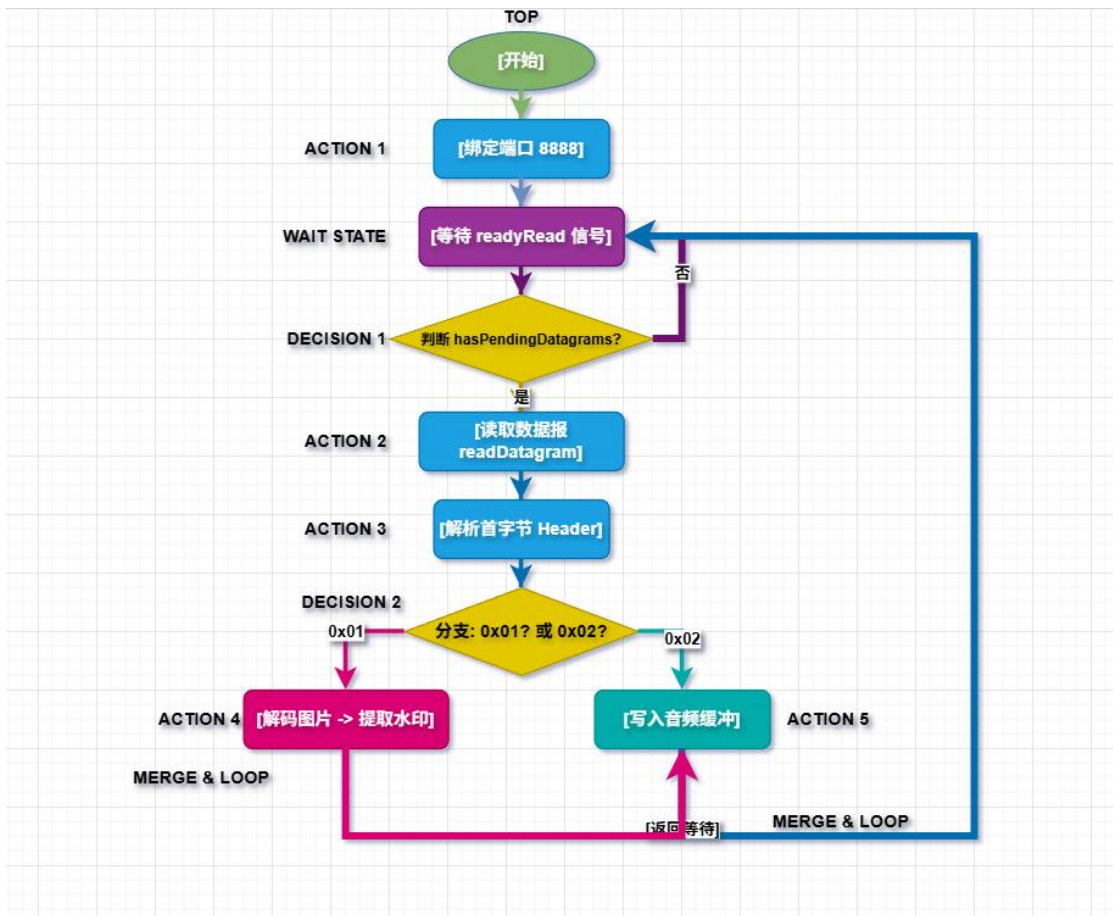 TOP
[开始]
ACTION 1
[绑定端口 8888]
WAIT STATE
[等待 readyRead 信号]
否
DECISION 1
判断 hasPendingDatagrams?
是
ACTION 2
[读取数据报
readDatagram]
ACTION 3
[解析首字节 Header]
DECISION 2
0x01
分支: 0x01? 或 0x02?
0x02
ACTION 4
[解码图片 -> 提取水印]
[写入音频缓冲]
ACTION 5
MERGE & LOOP
[返回等待]
MERGE & LOOP